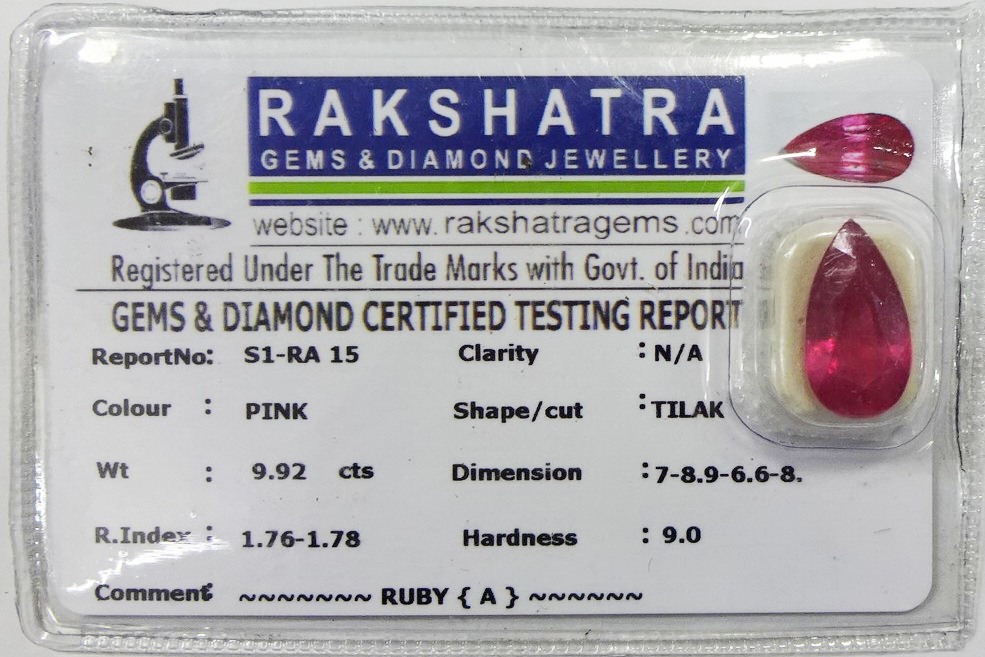 RAKSHATRA
GEMS & DIAMOND JEWELLERY
website : www. rakshatragems .com
Registered Under The Trade Marks with Govt. of India
GEMS & DIAMOND CERTIFIED TESTING REPORT
ReportNo: S1-RA 15 Clarity : N/A
Colour : PINK Shape/cut : TILAK
Wt : 9.92 cts Dimension : 7-8.9-6.6-8.
R.Index : 1.76-1.78 Hardness : 9.0
Comment: ~~~~~~~ RUBY { A } ~~~~~~